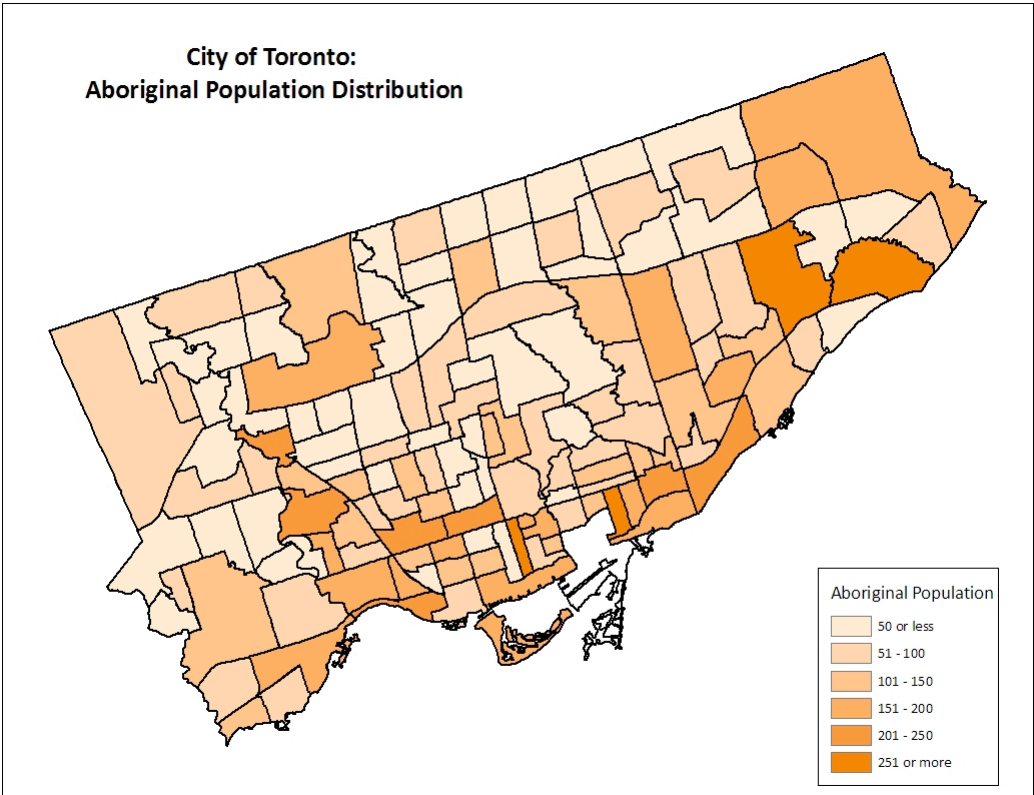 City of Toronto:
Aboriginal Population Distribution
Aboriginal Population
50 or less
51 - 100
101 - 150
151 - 200
201 - 250
251 or more